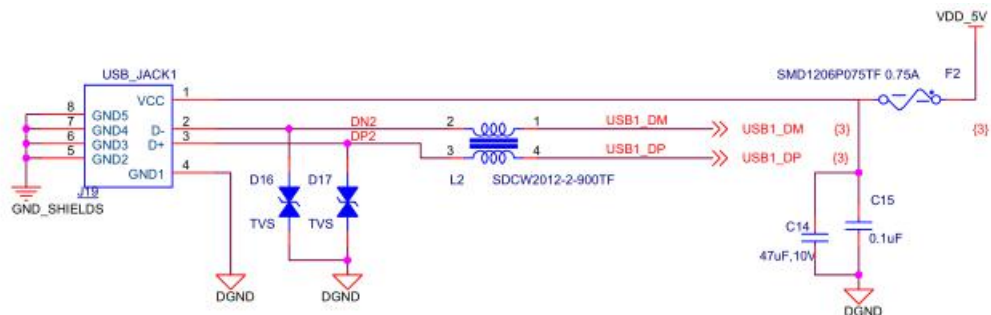 VDD_5V
USB_JACK1
SMD1206P075TF 0.75A F2
VCC 1
8 GND5
7 GND4 D- 2 DN2 2 1 USB1_DM USB1_DM (3) (3)
6 GND3 D+ 3 DP2 3 4 USB1_DP USB1_DP (3)
5 GND2
GND1 4
J19
GND_SHIELDS
D16 D17
TVS TVS
L2 SDCW2012-2-900TF
C15
0.1uF
C14
47uF,10V
DGND DGND
DGND